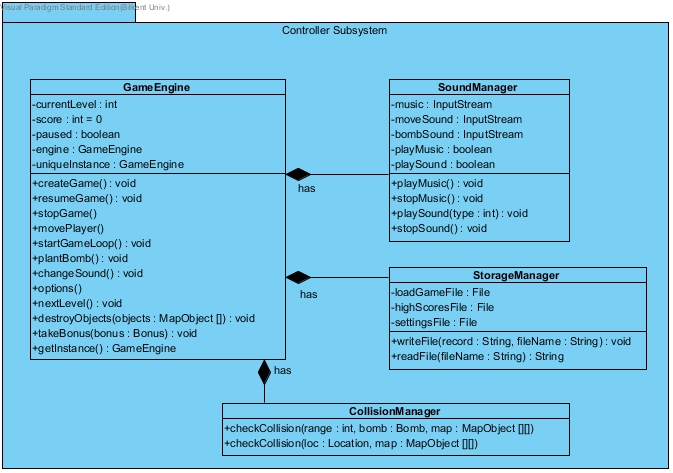 Visual Paradigm Standard Edition(Bilkent Univ.)
Controller Subsystem
GameEngine
-currentLevel : int
-score : int = 0
-paused : boolean
-engine : GameEngine
-uniqueInstance : GameEngine
+createGame() : void
+resumeGame() : void
+stopGame()
+movePlayer()
+startGameLoop() : void
+plantBomb() : void
+changeSound() : void
+options()
+nextLevel() : void
+destroyObjects(objects : MapObject []) : void
+takeBonus(bonus : Bonus) : void
+getInstance() : GameEngine
has
SoundManager
-music : InputStream
-moveSound : InputStream
-bombSound : InputStream
-playMusic : boolean
-playSound : boolean
+playMusic() : void
+stopMusic() : void
+playSound(type : int) : void
+stopSound() : void
has
StorageManager
-loadGameFile : File
-highScoresFile : File
-settingsFile : File
+writeFile(record : String, fileName : String) : void
+readFile(fileName : String) : String
has
CollisionManager
+checkCollision(range : int, bomb : Bomb, map : MapObject [][])
+checkCollision(loc : Location, map : MapObject [][])